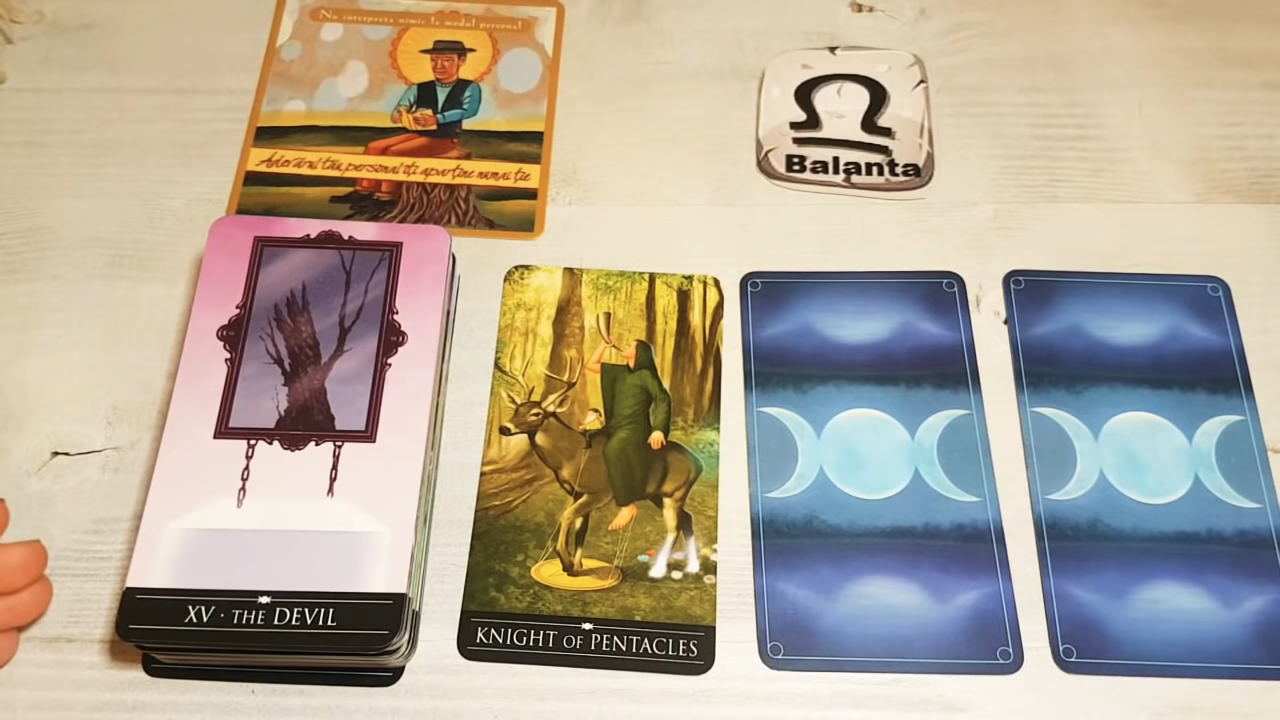 Nu interpreta nimic la modul personal
Adevărul tău personal îți aparține numai ție
Balanta
XV · THE DEVIL
KNIGHT OF PENTACLES